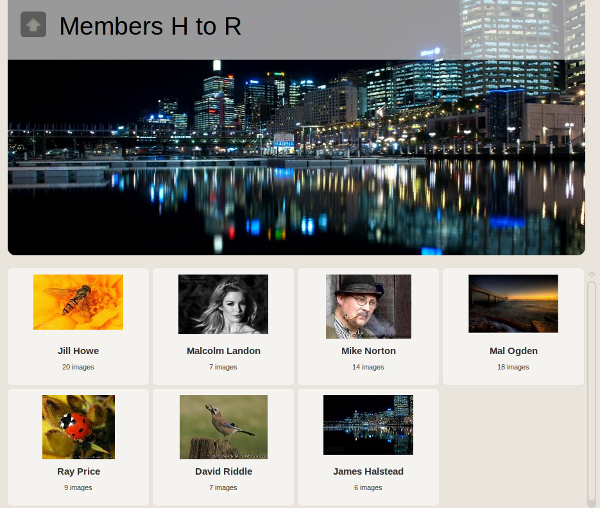 Members H to R
Jill Howe
20 images
Malcolm Landon
7 images
Mike Norton
14 images
Mal Ogden
18 images
Ray Price
9 images
David Riddle
7 images
James Halstead
6 images